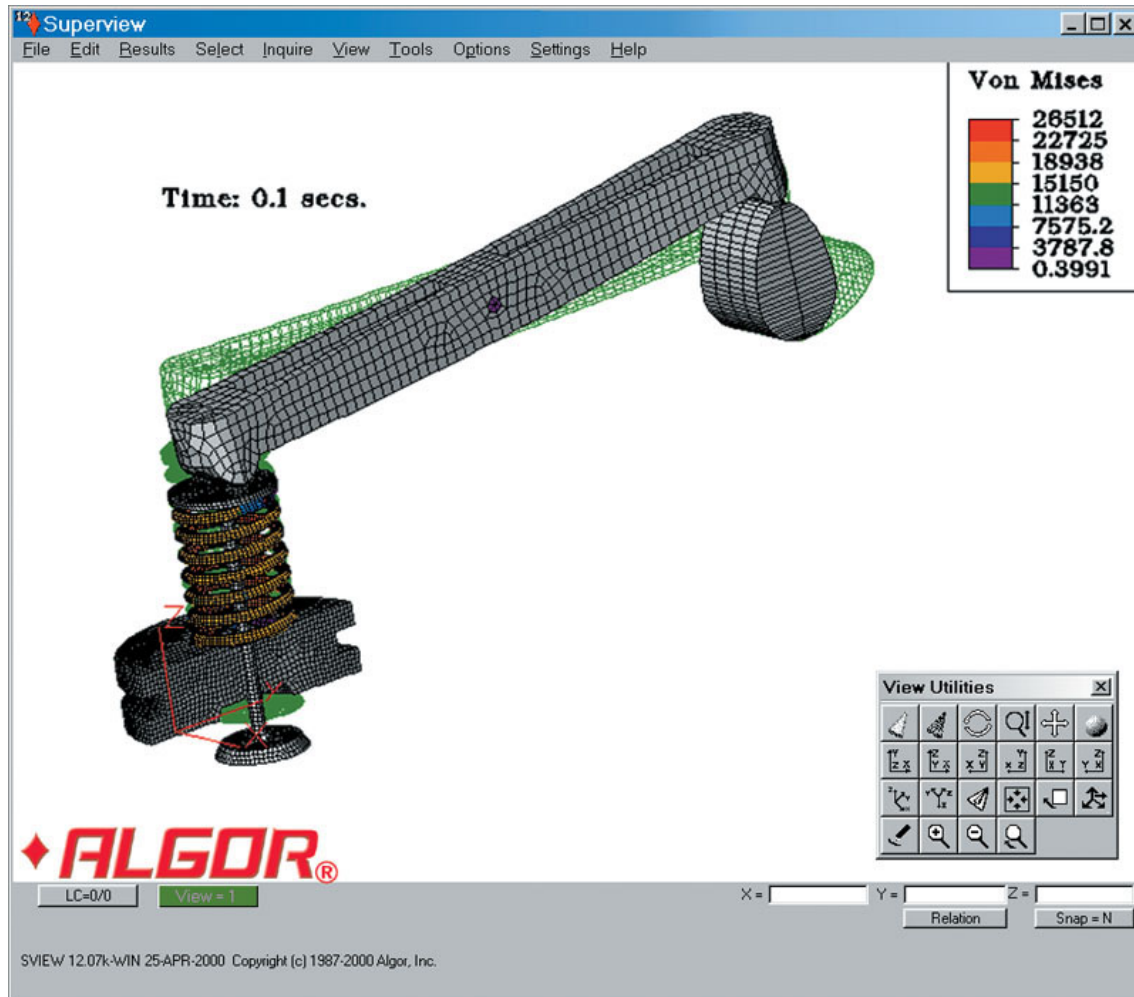 Superview
File Edit Results Select Inquire View Tools Options Settings Help
Von Mises
26512
22725
18938
15150
11363
7575.2
3787.8
0.3991
Time: 0.1 secs.
Z
Y
X
View Utilities
ALGOR®
LC=0/0 View = 1 X = Y = Z =
Relation Snap = N
SVIEW 12.07k-WIN 25-APR-2000 Copyright (c) 1987-2000 Algor, Inc.